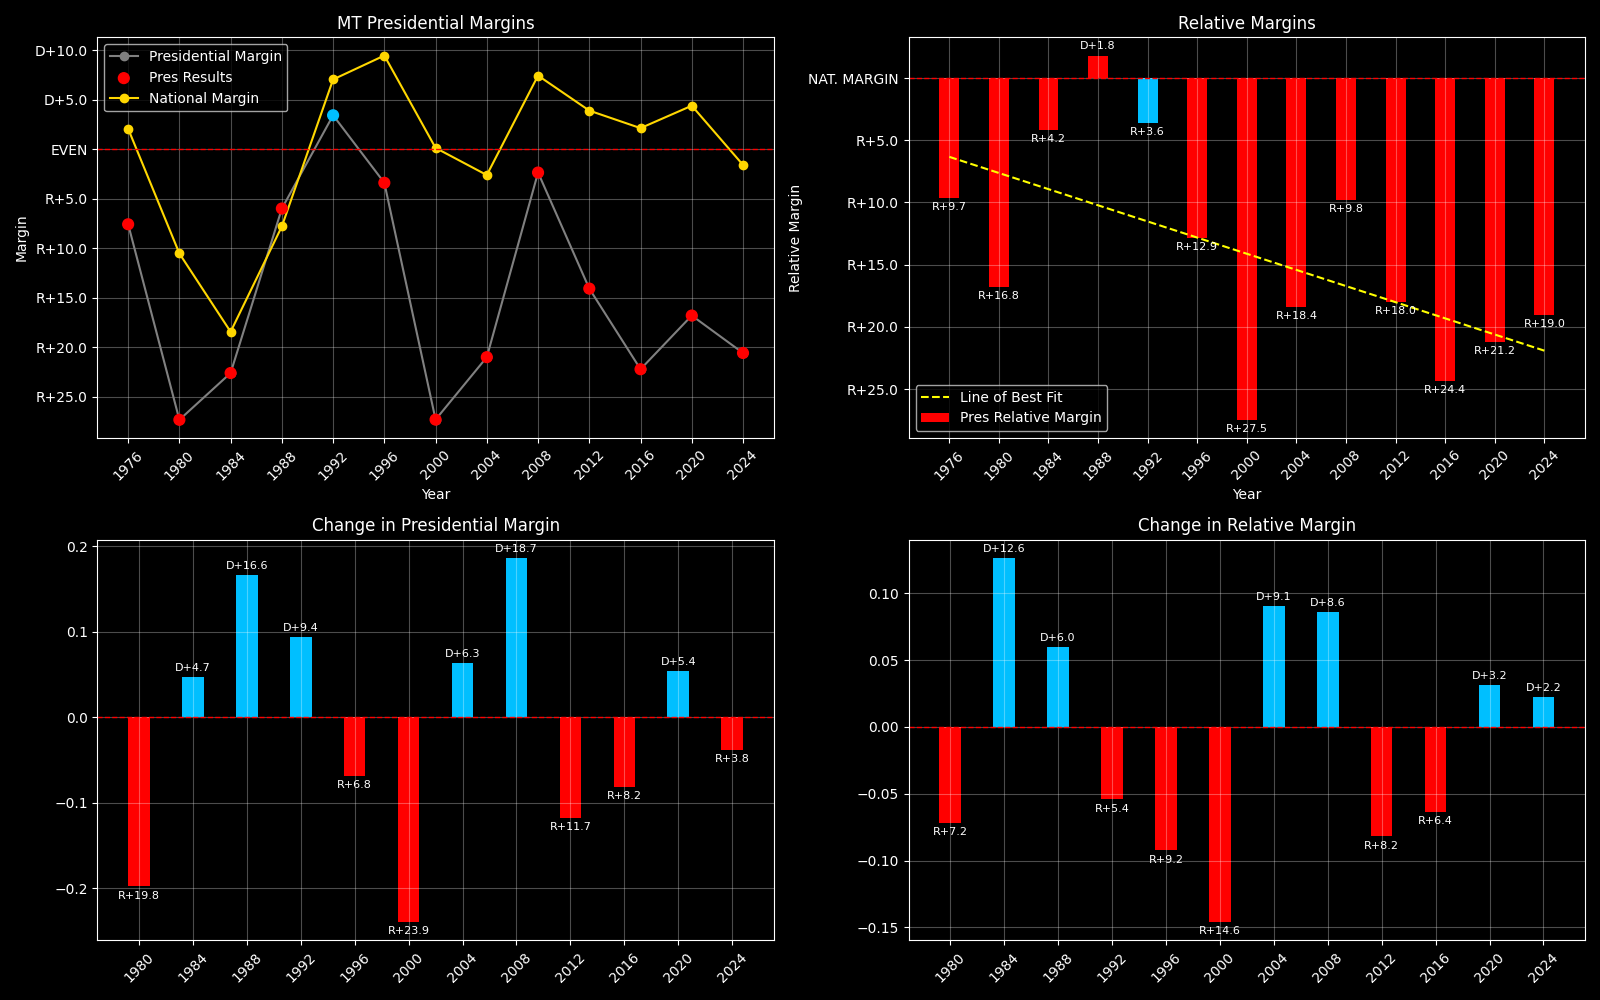 MT Presidential Margins
D+10.0
D+5.0
EVEN
R+5.0
R+10.0
R+15.0
R+20.0
R+25.0
Margin
Presidential Margin
Pres Results
National Margin
1976
1980
1984
1988
1992
1996
2000
2004
2008
2012
2016
2020
2024
Year
Relative Margins
NAT. MARGIN
R+5.0
R+10.0
R+15.0
R+20.0
R+25.0
Relative Margin
R+9.7
R+16.8
R+4.2
D+1.8
R+3.6
R+12.9
R+27.5
R+18.4
R+9.8
R+18.0
R+24.4
R+21.2
R+19.0
Line of Best Fit
Pres Relative Margin
1976
1980
1984
1988
1992
1996
2000
2004
2008
2012
2016
2020
2024
Year
Change in Presidential Margin
0.2
0.1
0.0
−0.1
−0.2
R+19.8
D+4.7
D+16.6
D+9.4
R+6.8
R+23.9
D+6.3
D+18.7
R+11.7
R+8.2
D+5.4
R+3.8
1980
1984
1988
1992
1996
2000
2004
2008
2012
2016
2020
2024
Change in Relative Margin
0.10
0.05
0.00
−0.05
−0.10
−0.15
R+7.2
D+12.6
D+6.0
R+5.4
R+9.2
R+14.6
D+9.1
D+8.6
R+8.2
R+6.4
D+3.2
D+2.2
1980
1984
1988
1992
1996
2000
2004
2008
2012
2016
2020
2024